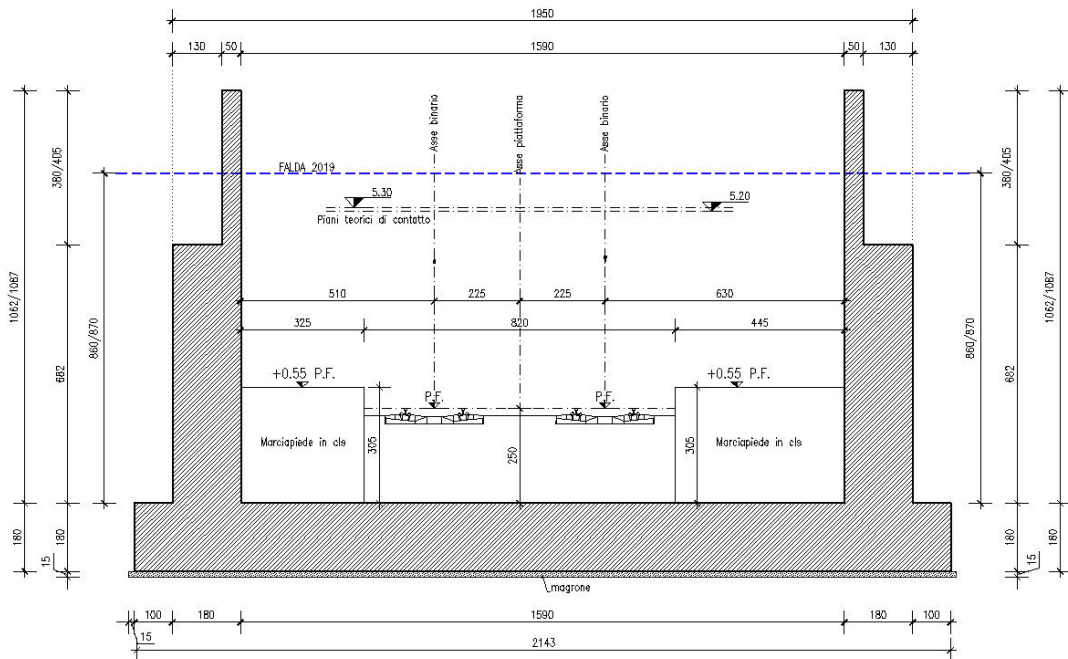 1950
130 50 1590 50 130
Asse binario
Asse piattaforma
Asse binario
FALDA 2019
380/405
380/405
5.30
5.20
Piani teorici di contatto
1062/1087
860/870
860/870
1062/1087
510 225 225 630
325 820 445
682
682
+0.55 P.F.
+0.55 P.F.
P.F.
P.F.
Marciapiede in cls
305
250
305
Marciapiede in cls
180
180
180
180
15
15
magrone
100 180 1590 180 100
15
2143